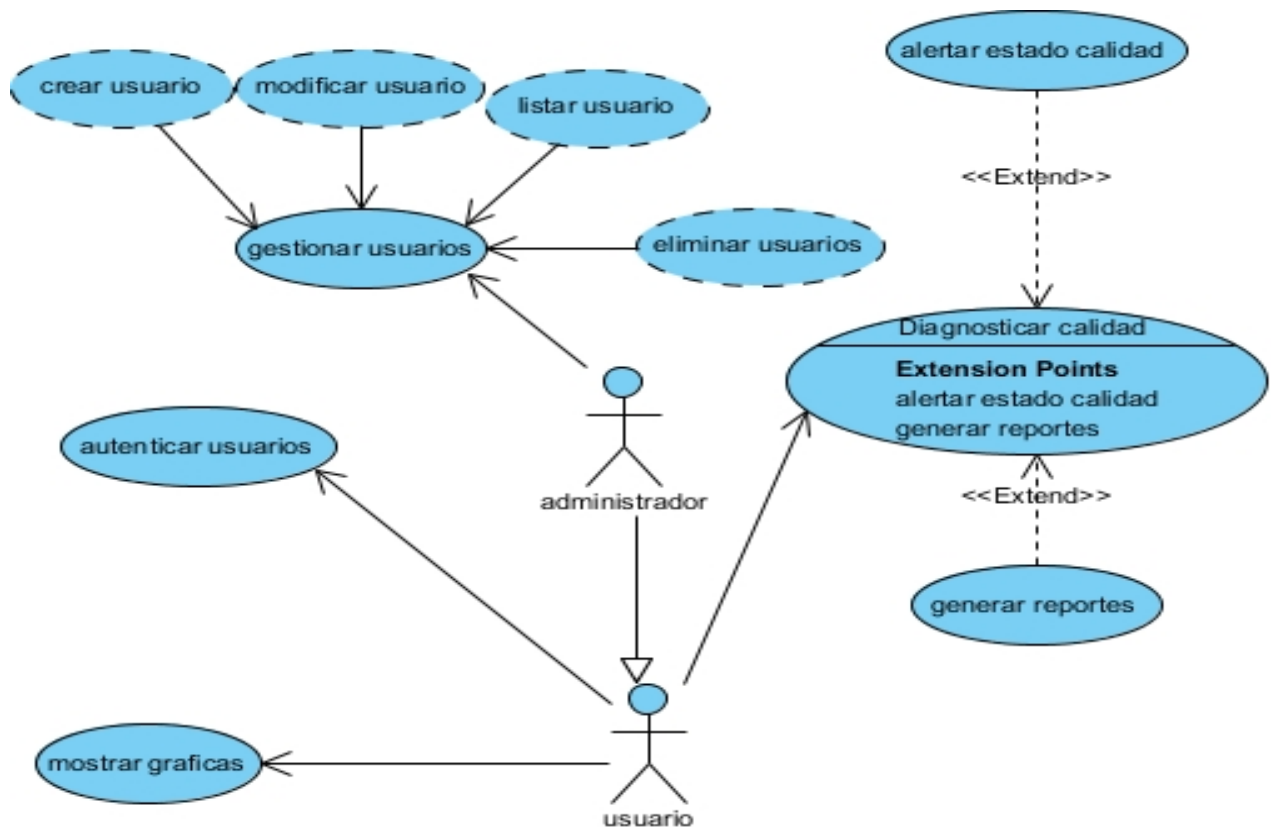 alertar estado calidad
crear usuario
modificar usuario
listar usuario
<<Extend>>
gestionar usuarios
eliminar usuarios
Diagnosticar calidad
Extension Points
alertar estado calidad
generar reportes
autenticar usuarios
administrador
<<Extend>>
generar reportes
mostrar graficas
usuario